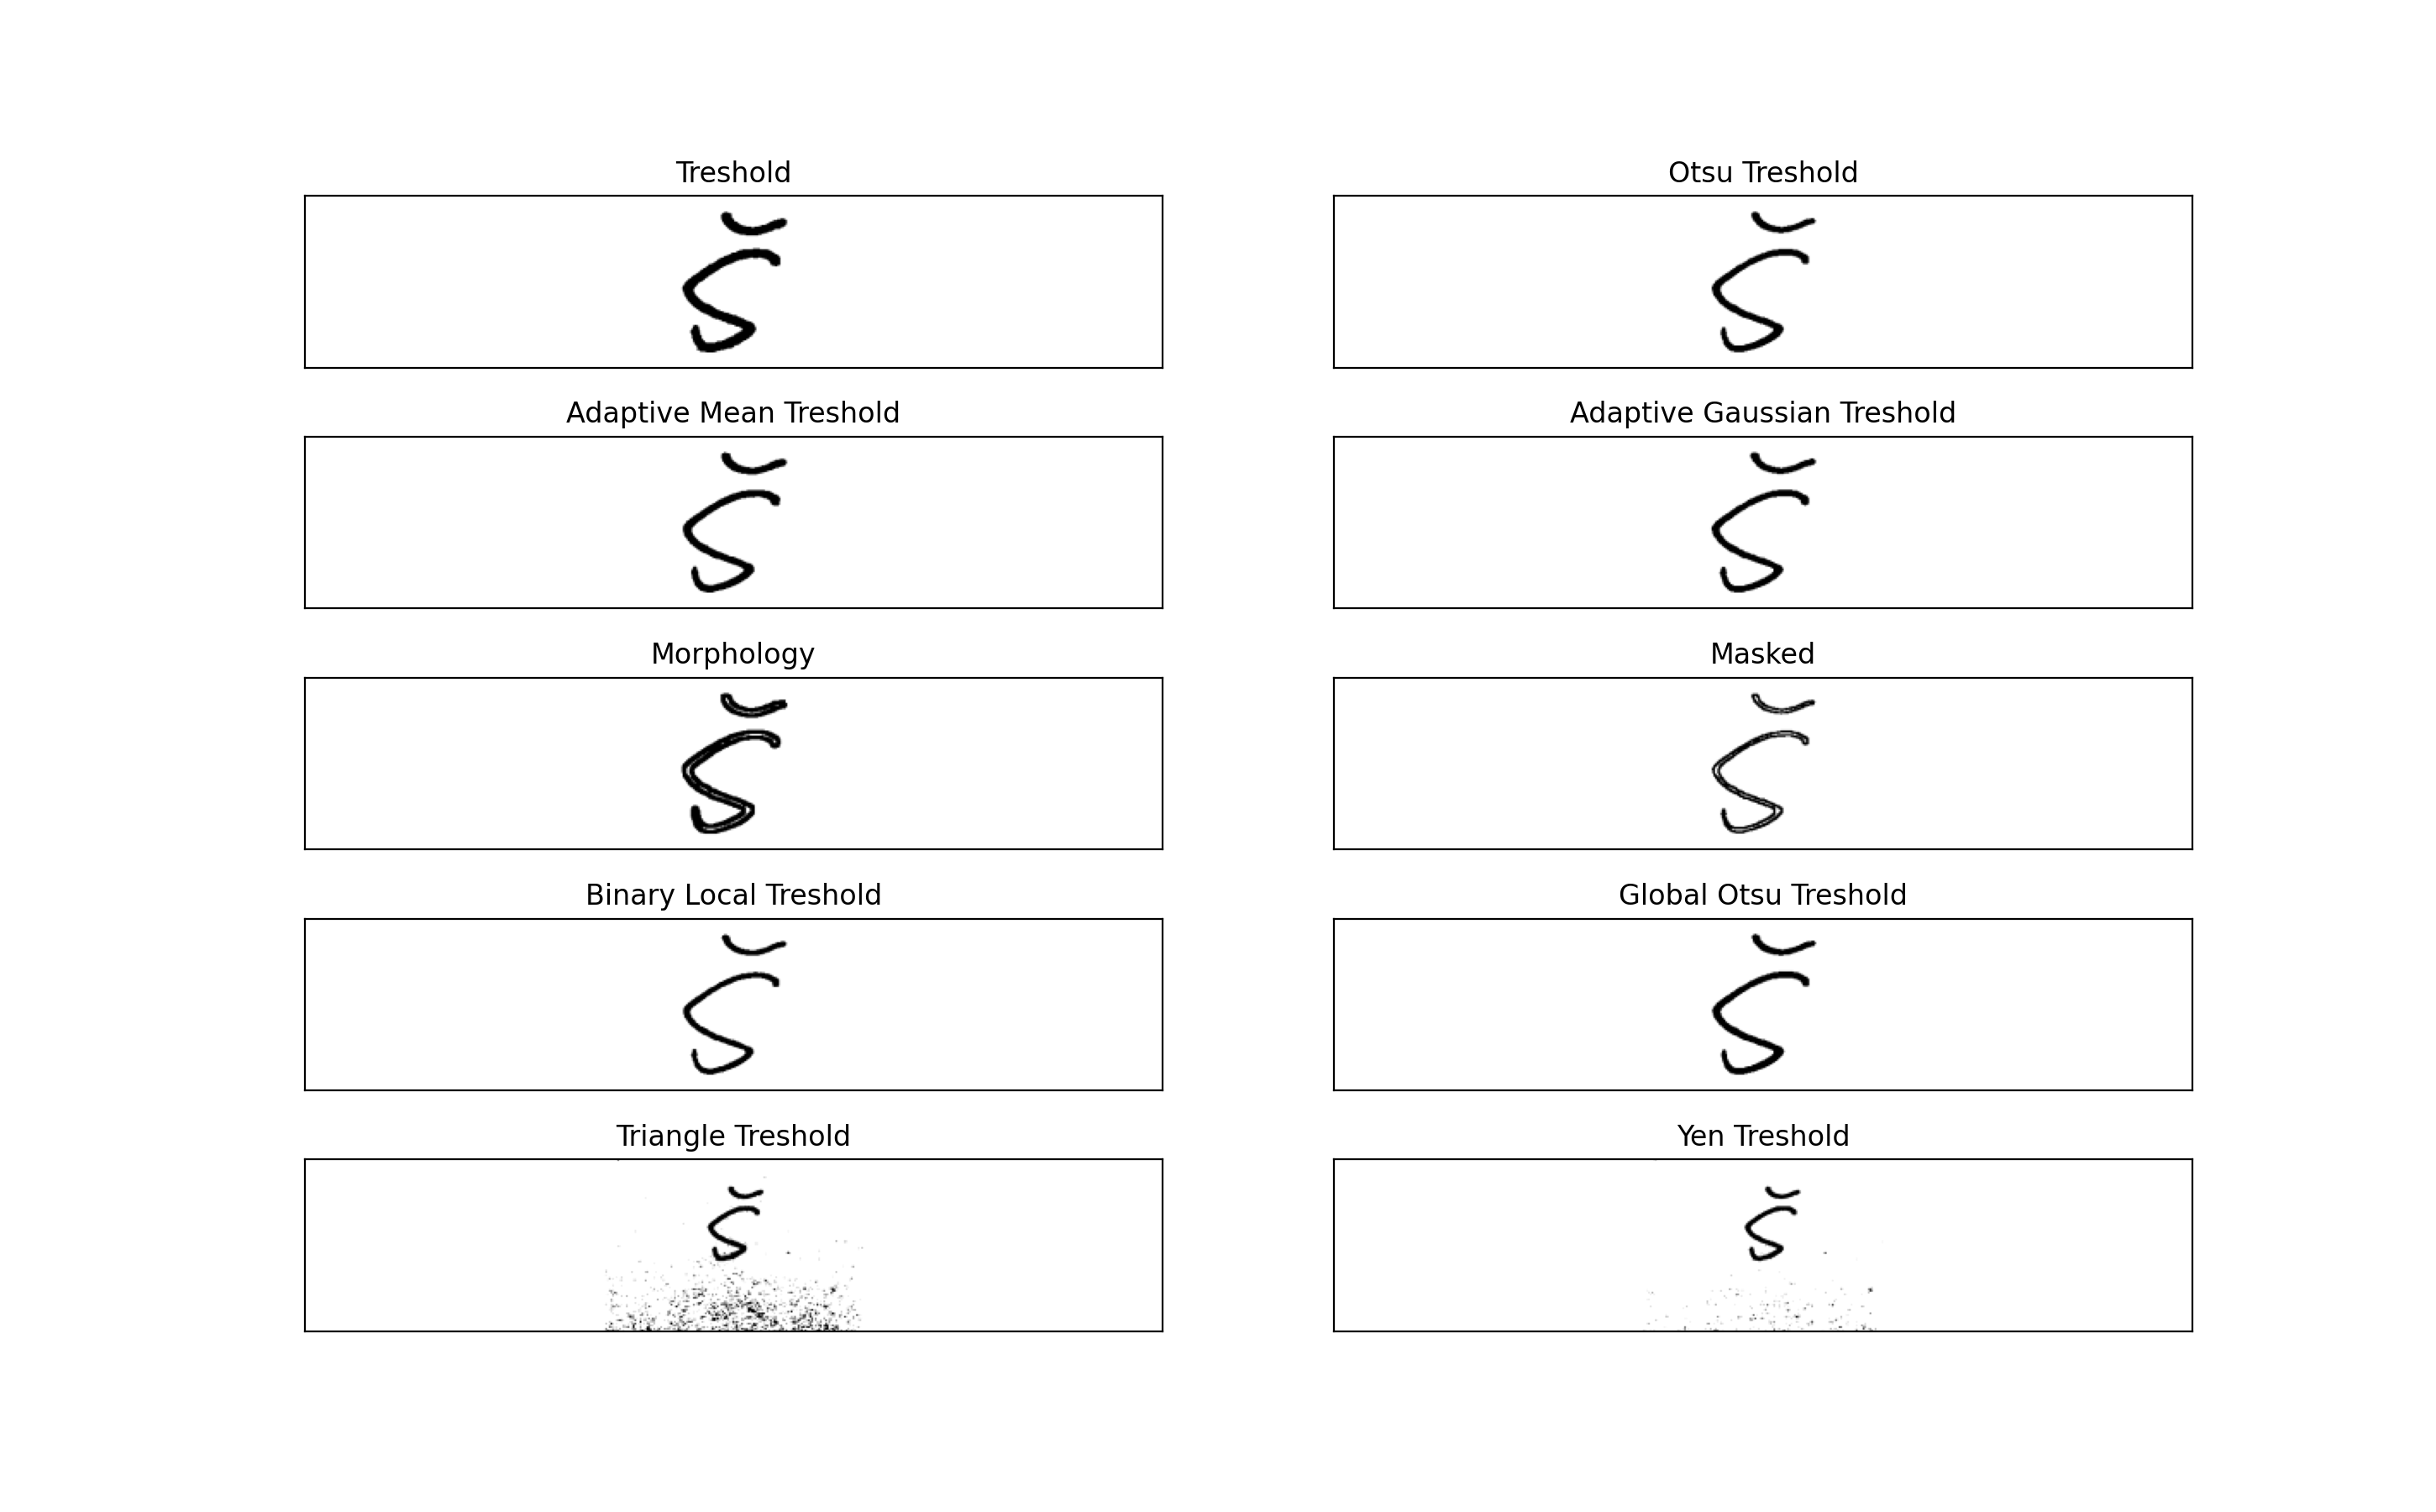 Treshold
Š
Otsu Treshold
Š
Adaptive Mean Treshold
Š
Adaptive Gaussian Treshold
Š
Morphology
Š
Masked
Š
Binary Local Treshold
Š
Global Otsu Treshold
Š
Triangle Treshold
Š
Yen Treshold
Š